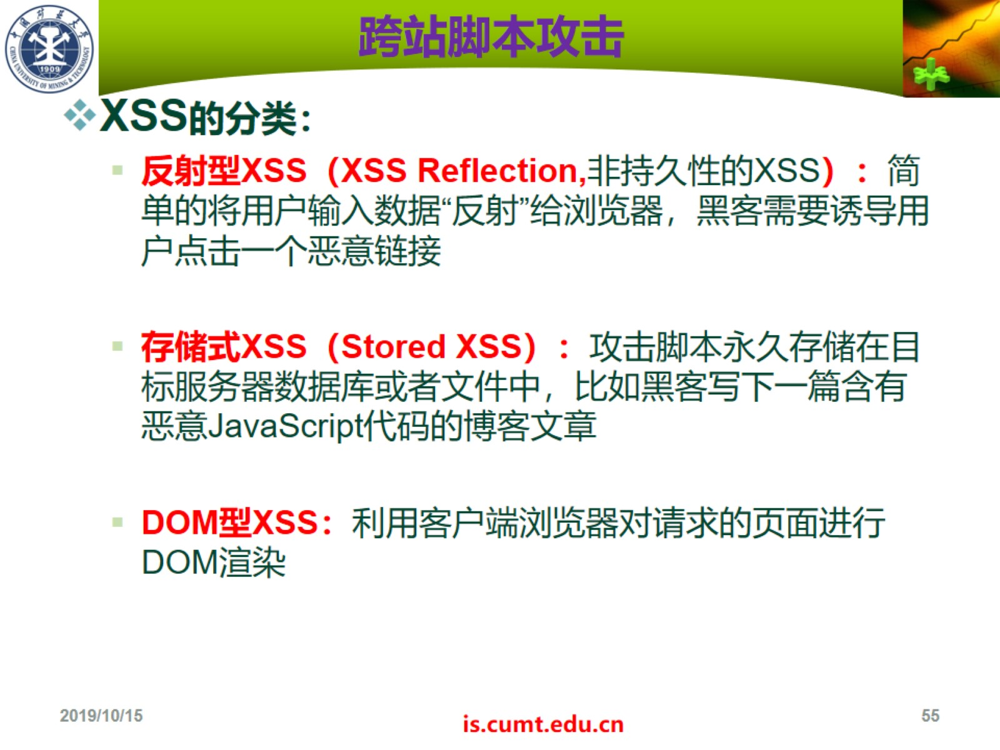 跨站脚本攻击
中国矿业大学
CHINA UNIVERSITY OF MINING & TECHNOLOGY
1909
XSS的分类：
反射型XSS（XSS Reflection,非持久性的XSS）：简
单的将用户输入数据“反射”给浏览器，黑客需要诱导用
户点击一个恶意链接
存储式XSS（Stored XSS）：攻击脚本永久存储在目
标服务器数据库或者文件中，比如黑客写下一篇含有
恶意JavaScript代码的博客文章
DOM型XSS：利用客户端浏览器对请求的页面进行
DOM渲染
2019/10/15
is.cumt.edu.cn
55